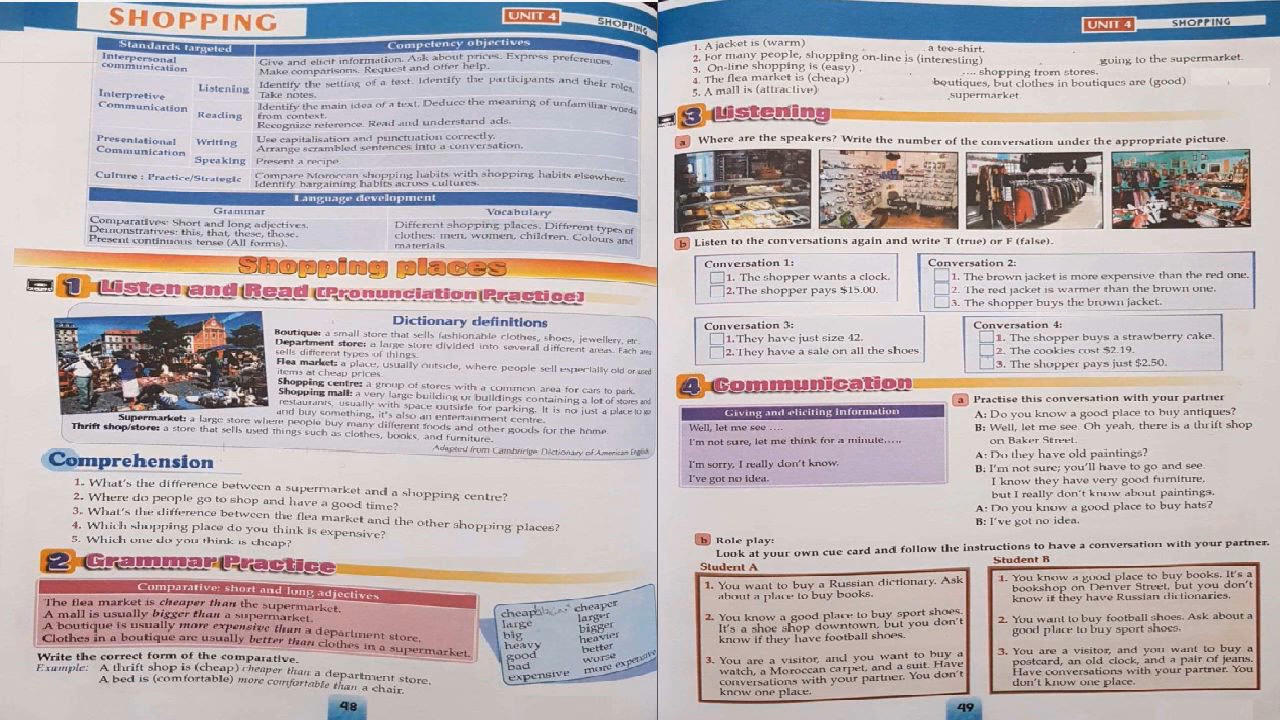 SHOPPING
UNIT 4
SHOPPING
Standards targeted
Competency objectives
Interpersonal
communication
Give and elicit information. Ask about prices. Express preferences.
Make comparisons. Request and offer help.
Interpretive
Communication
Listening
Identify the setting of a text. Identify the participants and their roles.
Take notes.
Reading
Identify the main idea of a text. Deduce the meaning of unfamiliar words
from context.
Recognize reference. Read and understand ads.
Presentational
Communication
Writing
Use capitalisation and punctuation correctly.
Arrange scrambled sentences into a conversation.
Speaking
Present a recipe
Culture : Practice/Strategic
Compare Moroccan shopping habits with shopping habits elsewhere.
Identify bargaining habits across cultures.
Language development
Grammar
Vocabulary
Comparatives: Short and long adjectives.
Demonstratives: this, that, these, those.
Present continuous tense (All forms).
Different shopping places. Different types of
clothes: men, women, children. Colours and
materials
Shopping places
1 Listen and Read (Pronunciation Practice)
Dictionary definitions
Boutique: a small store that sells fashionable clothes, shoes, jewellery, etc.
Department store: a large store divided into several different areas. Each area
sells different types of things.
Flea market: a place, usually outside, where people sell especially old or used
items at cheap prices.
Shopping centre: a group of stores with a common area for cars to park.
Shopping mall: a very large building or buildings containing a lot of stores and
restaurants, usually with space outside for parking. It is no just a place to go
and buy something, it's also an entertainment centre.
Supermarket: a large store where people buy many different foods and other goods for the home.
Thrift shop/store: a store that sells used things such as clothes, books, and furniture.
Adapted from Cambridge Dictionary of American English
Comprehension
1. What's the difference between a supermarket and a shopping centre?
2. Where do people go to shop and have a good time?
3. What's the difference between the flea market and the other shopping places?
4. Which shopping place do you think is expensive?
5. Which one do you think is cheap?
2 Grammar Practice
Comparative: short and long adjectives
The flea market is cheaper than the supermarket.
A mall is usually bigger than a supermarket.
A boutique is usually more expensive than a department store.
Clothes in a boutique are usually better than clothes in a supermarket.
cheap cheaper
large larger
big bigger
heavy heavier
good better
bad worse
expensive more expensive
Write the correct form of the comparative.
Example: A thrift shop is (cheap) cheaper than a department store.
A bed is (comfortable) more comfortable than a chair.
48
UNIT 4
SHOPPING
1. A jacket is (warm) a tee-shirt.
2. For many people, shopping on-line is (interesting) going to the supermarket.
3. On-line shopping is (easy) . .... shopping from stores.
4. The flea market is (cheap) boutiques, but clothes in boutiques are (good)
5. A mall is (attractive) supermarket
3 Listening
a Where are the speakers? Write the number of the conversation under the appropriate picture.
b Listen to the conversations again and write T (true) or F (false).
Conversation 1:
1. The shopper wants a clock.
2. The shopper pays $15.00.
Conversation 2:
1. The brown jacket is more expensive than the red one.
2. The red jacket is warmer than the brown one.
3. The shopper buys the brown jacket.
Conversation 3:
1. They have just size 42.
2. They have a sale on all the shoes
Conversation 4:
1. The shopper buys a strawberry cake.
2. The cookies cost $2.19.
3. The shopper pays just $2.50.
4 Communication
Giving and eliciting information
Well, let me see ....
I'm not sure, let me think for a minute.....
I'm sorry, I really don't know.
I've got no idea.
a Practise this conversation with your partner
A: Do you know a good place to buy antiques?
B: Well, let me see. Oh yeah, there is a thrift shop
on Baker Street.
A: Do they have old paintings?
B: I'm not sure; you'll have to go and see.
I know they have very good furniture,
but I really don't know about paintings.
A: Do you know a good place to buy hats?
B: I've got no idea.
b Role play:
Look at your own cue card and follow the instructions to have a conversation with your partner.
Student A
1. You want to buy a Russian dictionary. Ask
about a place to buy books.
2. You know a good place to buy sport shoes.
It's a shoe shop downtown, but you don't
know if they have football shoes.
3. You are a visitor, and you want to buy a
watch, a Moroccan carpet, and a suit. Have
conversations with your partner. You don't
know one place.
Student B
1. You know a good place to buy books. It's a
bookshop on Denver Street, but you don't
know if they have Russian dictionaries.
2. You want to buy football shoes. Ask about a
good place to buy sport shoes.
3. You are a visitor, and you want to buy a
postcard, an old clock, and a pair of jeans.
Have conversations with your partner. You
don't know one place.
49